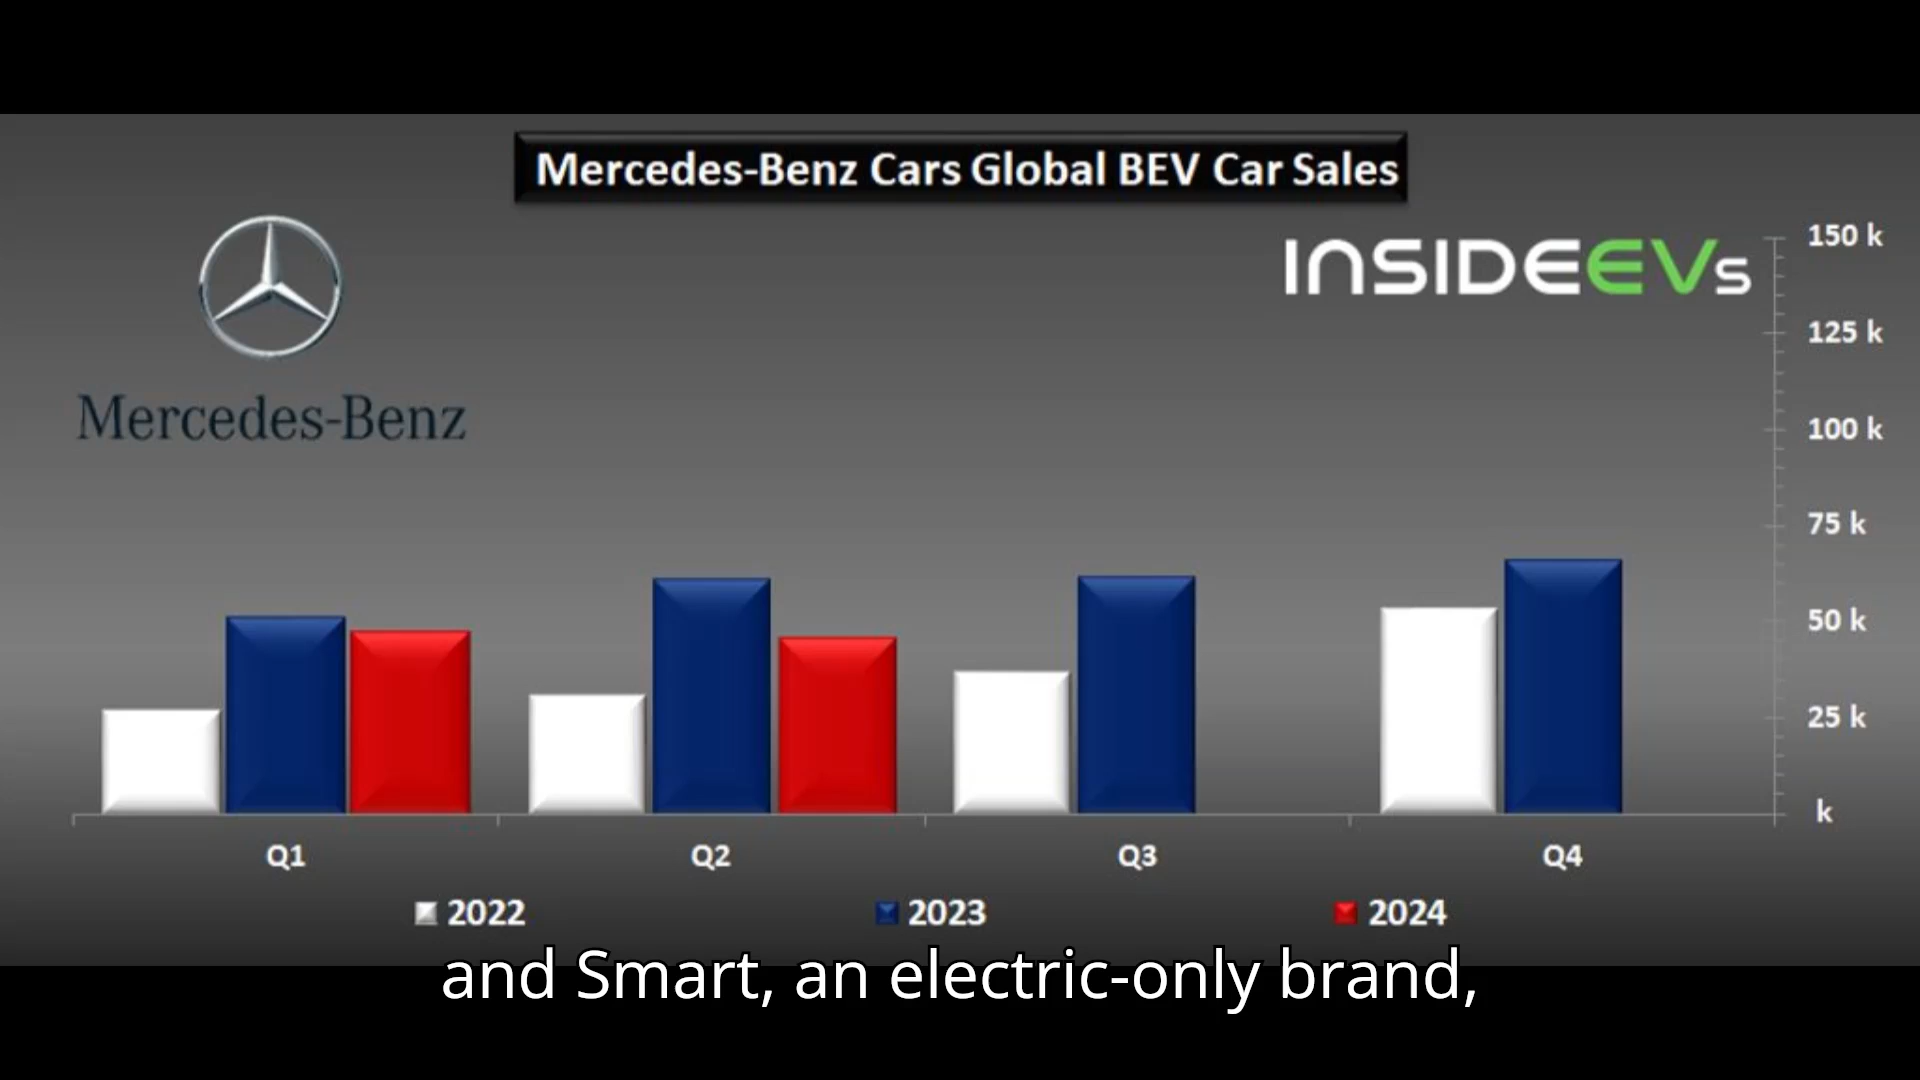 Mercedes-Benz Cars Global BEV Car Sales
INSIDEEVs
Mercedes-Benz
150 k
125 k
100 k
75 k
50 k
25 k
k
Q1 Q2 Q3 Q4
2022 2023 2024
and Smart, an electric-only brand,